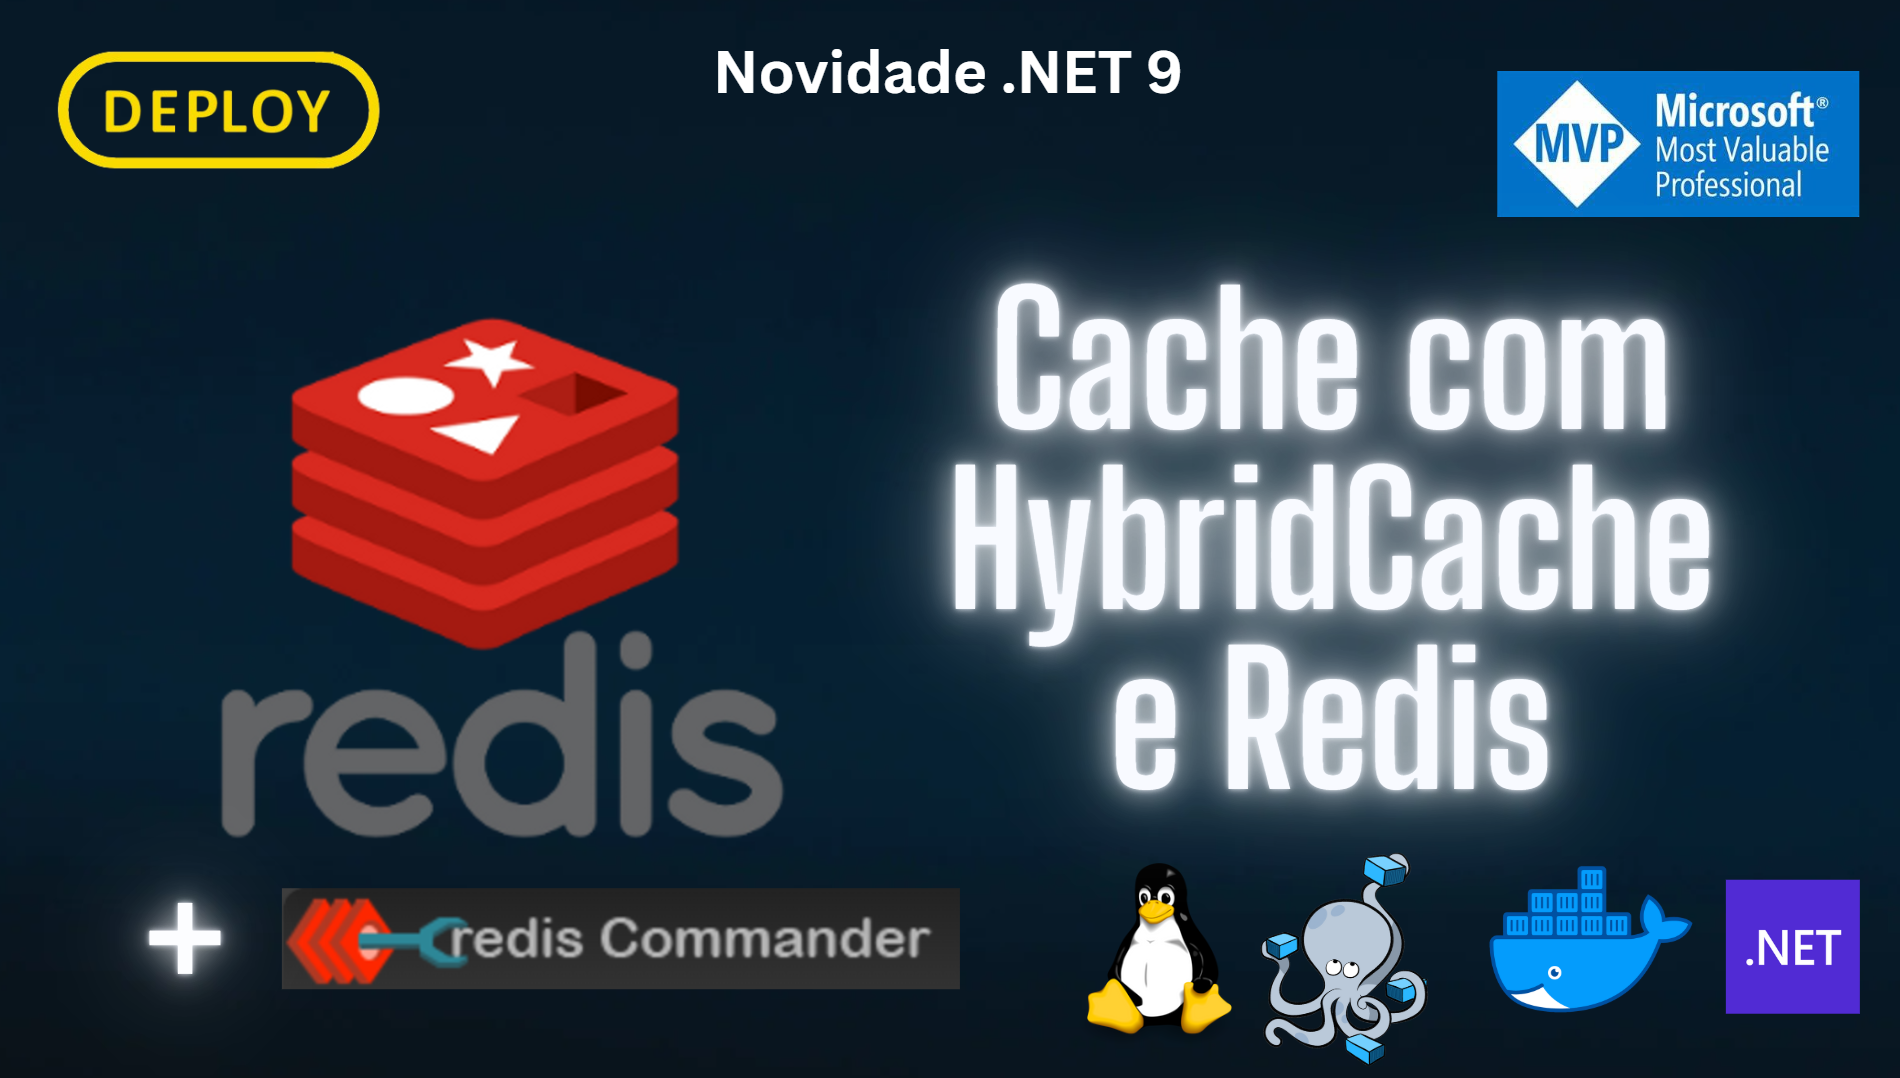 DEPLOY
Novidade .NET 9
MVP
Microsoft®
Most Valuable
Professional
Cache com
HybridCache
e Redis
redis
+
redis Commander
.NET